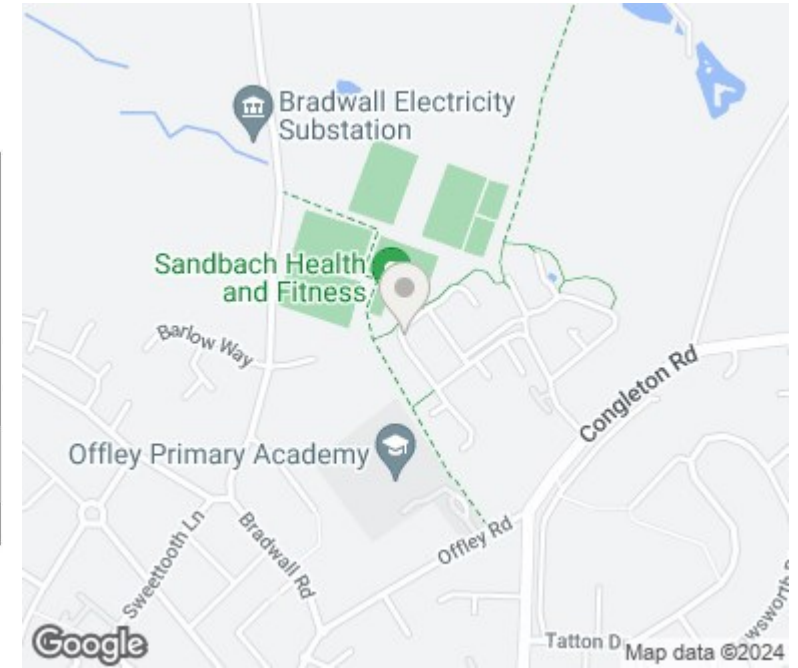 Bradwall Electricity
Substation
Sandbach Health
and Fitness
Barlow Way
Congleton Rd
Offley Primary Academy
Sweettooth Ln
Bradwall Rd
Offley Rd
Tatton D
Google
Map data ©2024